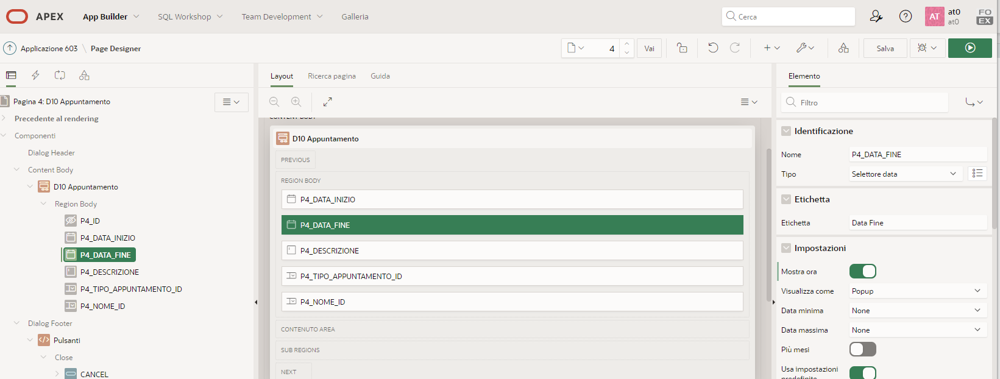 APEX
App Builder
SQL Workshop
Team Development
Galleria
Cerca
AT
at0
at0
FO
EX
Applicazione 603
\
Page Designer
4
Vai
Salva
Pagina 4: D10 Appuntamento
Precedente al rendering
Componenti
Dialog Header
Content Body
D10 Appuntamento
Region Body
P4_ID
P4_DATA_INIZIO
P4_DATA_FINE
P4_DESCRIZIONE
P4_TIPO_APPUNTAMENTO_ID
P4_NOME_ID
Dialog Footer
Pulsanti
Close
CANCEL
Layout
Ricerca pagina
Guida
CONTENT BODY
D10 Appuntamento
PREVIOUS
REGION BODY
P4_DATA_INIZIO
P4_DATA_FINE
P4_DESCRIZIONE
P4_TIPO_APPUNTAMENTO_ID
P4_NOME_ID
CONTENUTO AREA
SUB REGIONS
NEXT
Elemento
Filtro
Identificazione
Nome
P4_DATA_FINE
Tipo
Selettore data
Etichetta
Etichetta
Data Fine
Impostazioni
Mostra ora
Visualizza come
Popup
Data minima
None
Data massima
None
Più mesi
Usa impostazioni
predefinite